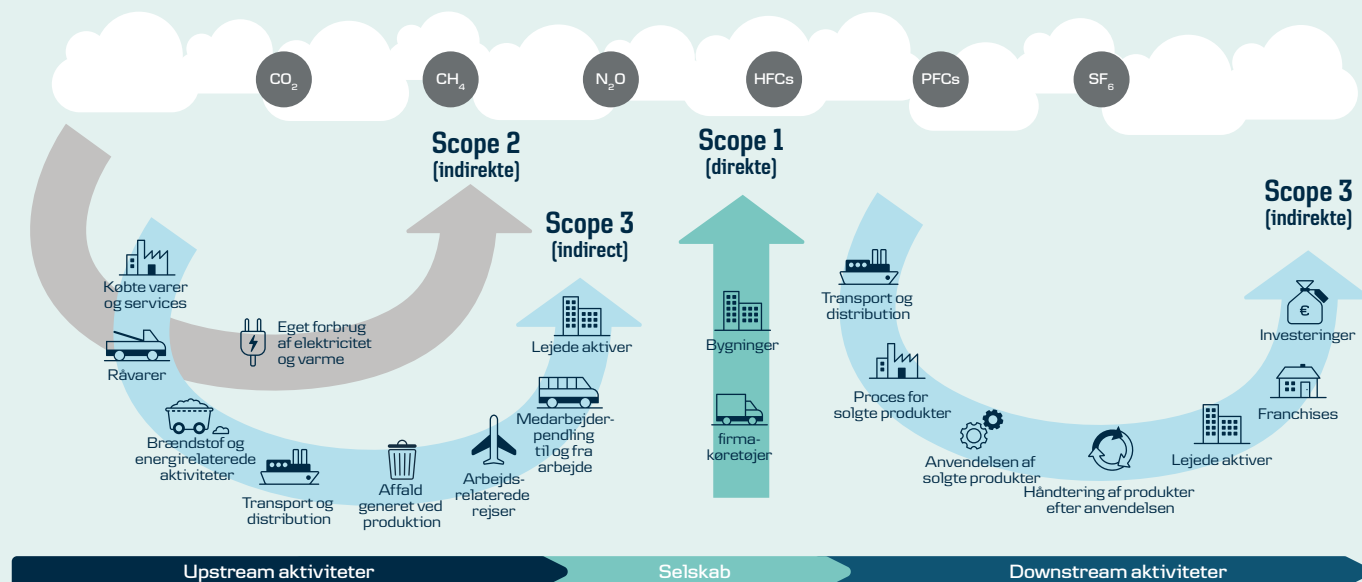 CO2
CH4
N2O
HFCs
PFCs
SF6
Scope 2
(indirekte)
Scope 1
(direkte)
Scope 3
(indirect)
Scope 3
(indirekte)
Købte varer
og services
Råvarer
Brændstof og
energirelaterede
aktiviteter
Transport og
distribution
Affald
generet ved
produktion
Arbejds-
relaterede
rejser
Medarbejder-
pendling
til og fra
arbejde
Lejede aktiver
Eget forbrug
af elektricitet
og varme
Bygninger
firma-
køretøjer
Transport og
distribution
Proces for
solgte produkter
Anvendelsen af
solgte produkter
Håndtering af produkter
efter anvendelsen
Lejede aktiver
Franchises
€
Investeringer
Upstream aktiviteter
Selskab
Downstream aktiviteter